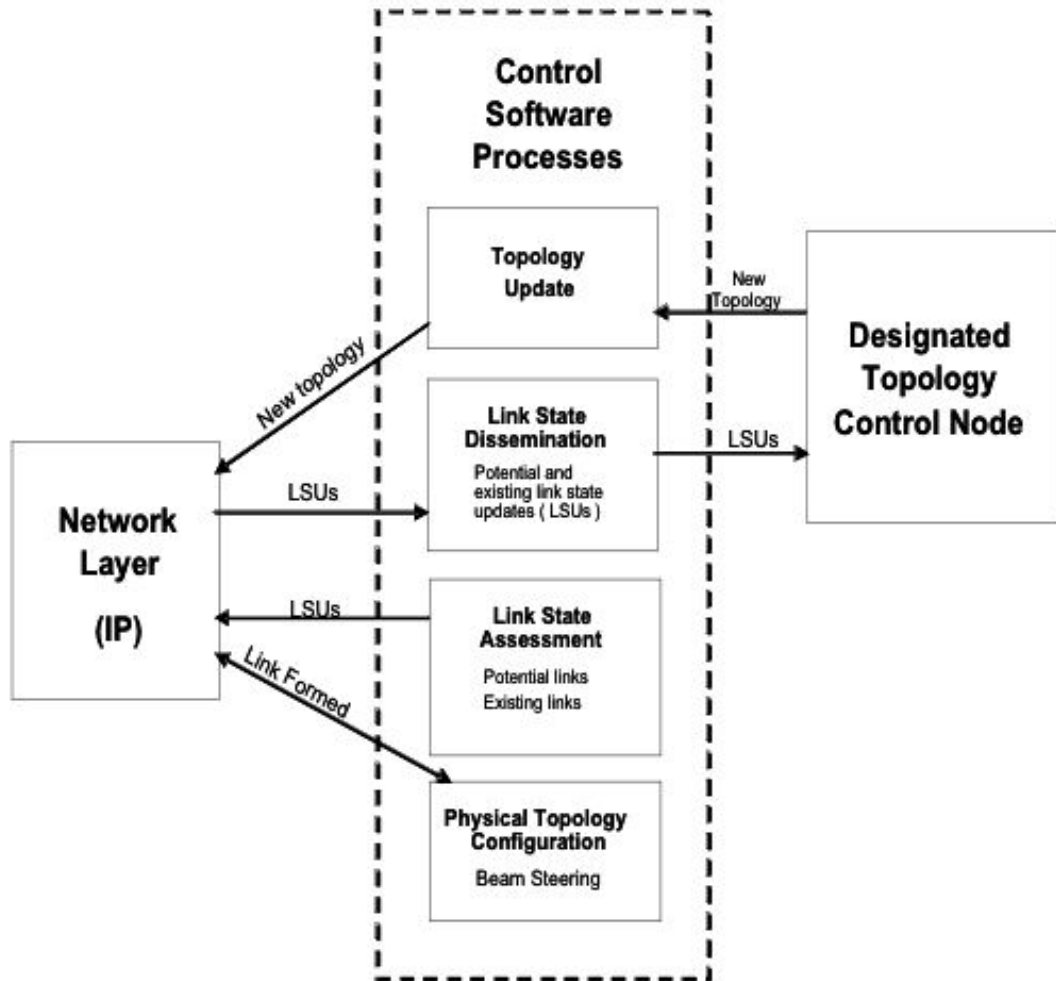 Control
Software
Processes
Topology
Update
New
Topology
Designated
Topology
Control Node
New topology
Link State
Dissemination
Potential and
existing link state
updates ( LSUs )
LSUs
LSUs
Network
Layer
(IP)
LSUs
Link State
Assessment
Potential links
Existing links
Link Formed
Physical Topology
Configuration
Beam Steering